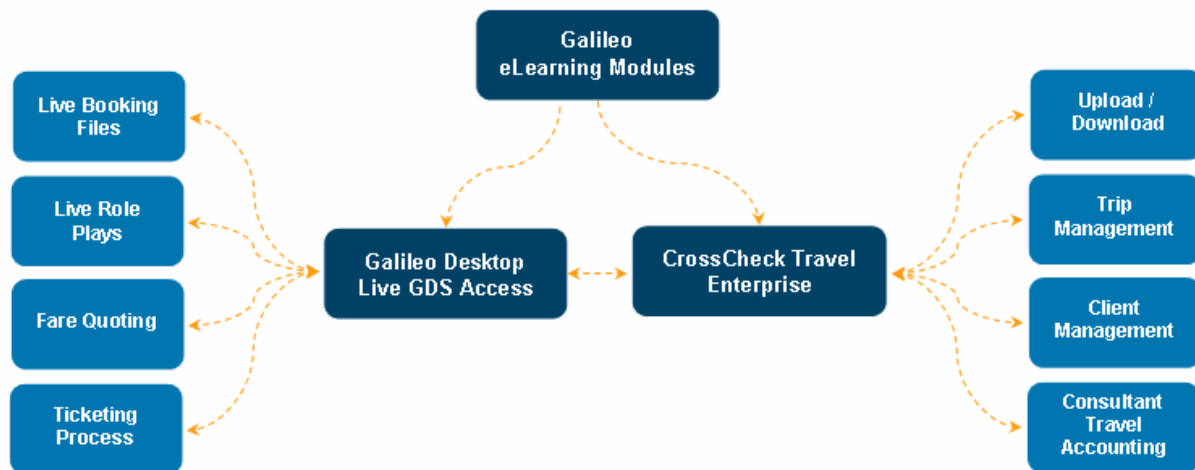 Galileo
eLearning Modules
Live Booking
Files
Live Role
Plays
Fare Quoting
Ticketing
Process
Galileo Desktop
Live GDS Access
CrossCheck Travel
Enterprise
Upload /
Download
Trip
Management
Client
Management
Consultant
Travel
Accounting